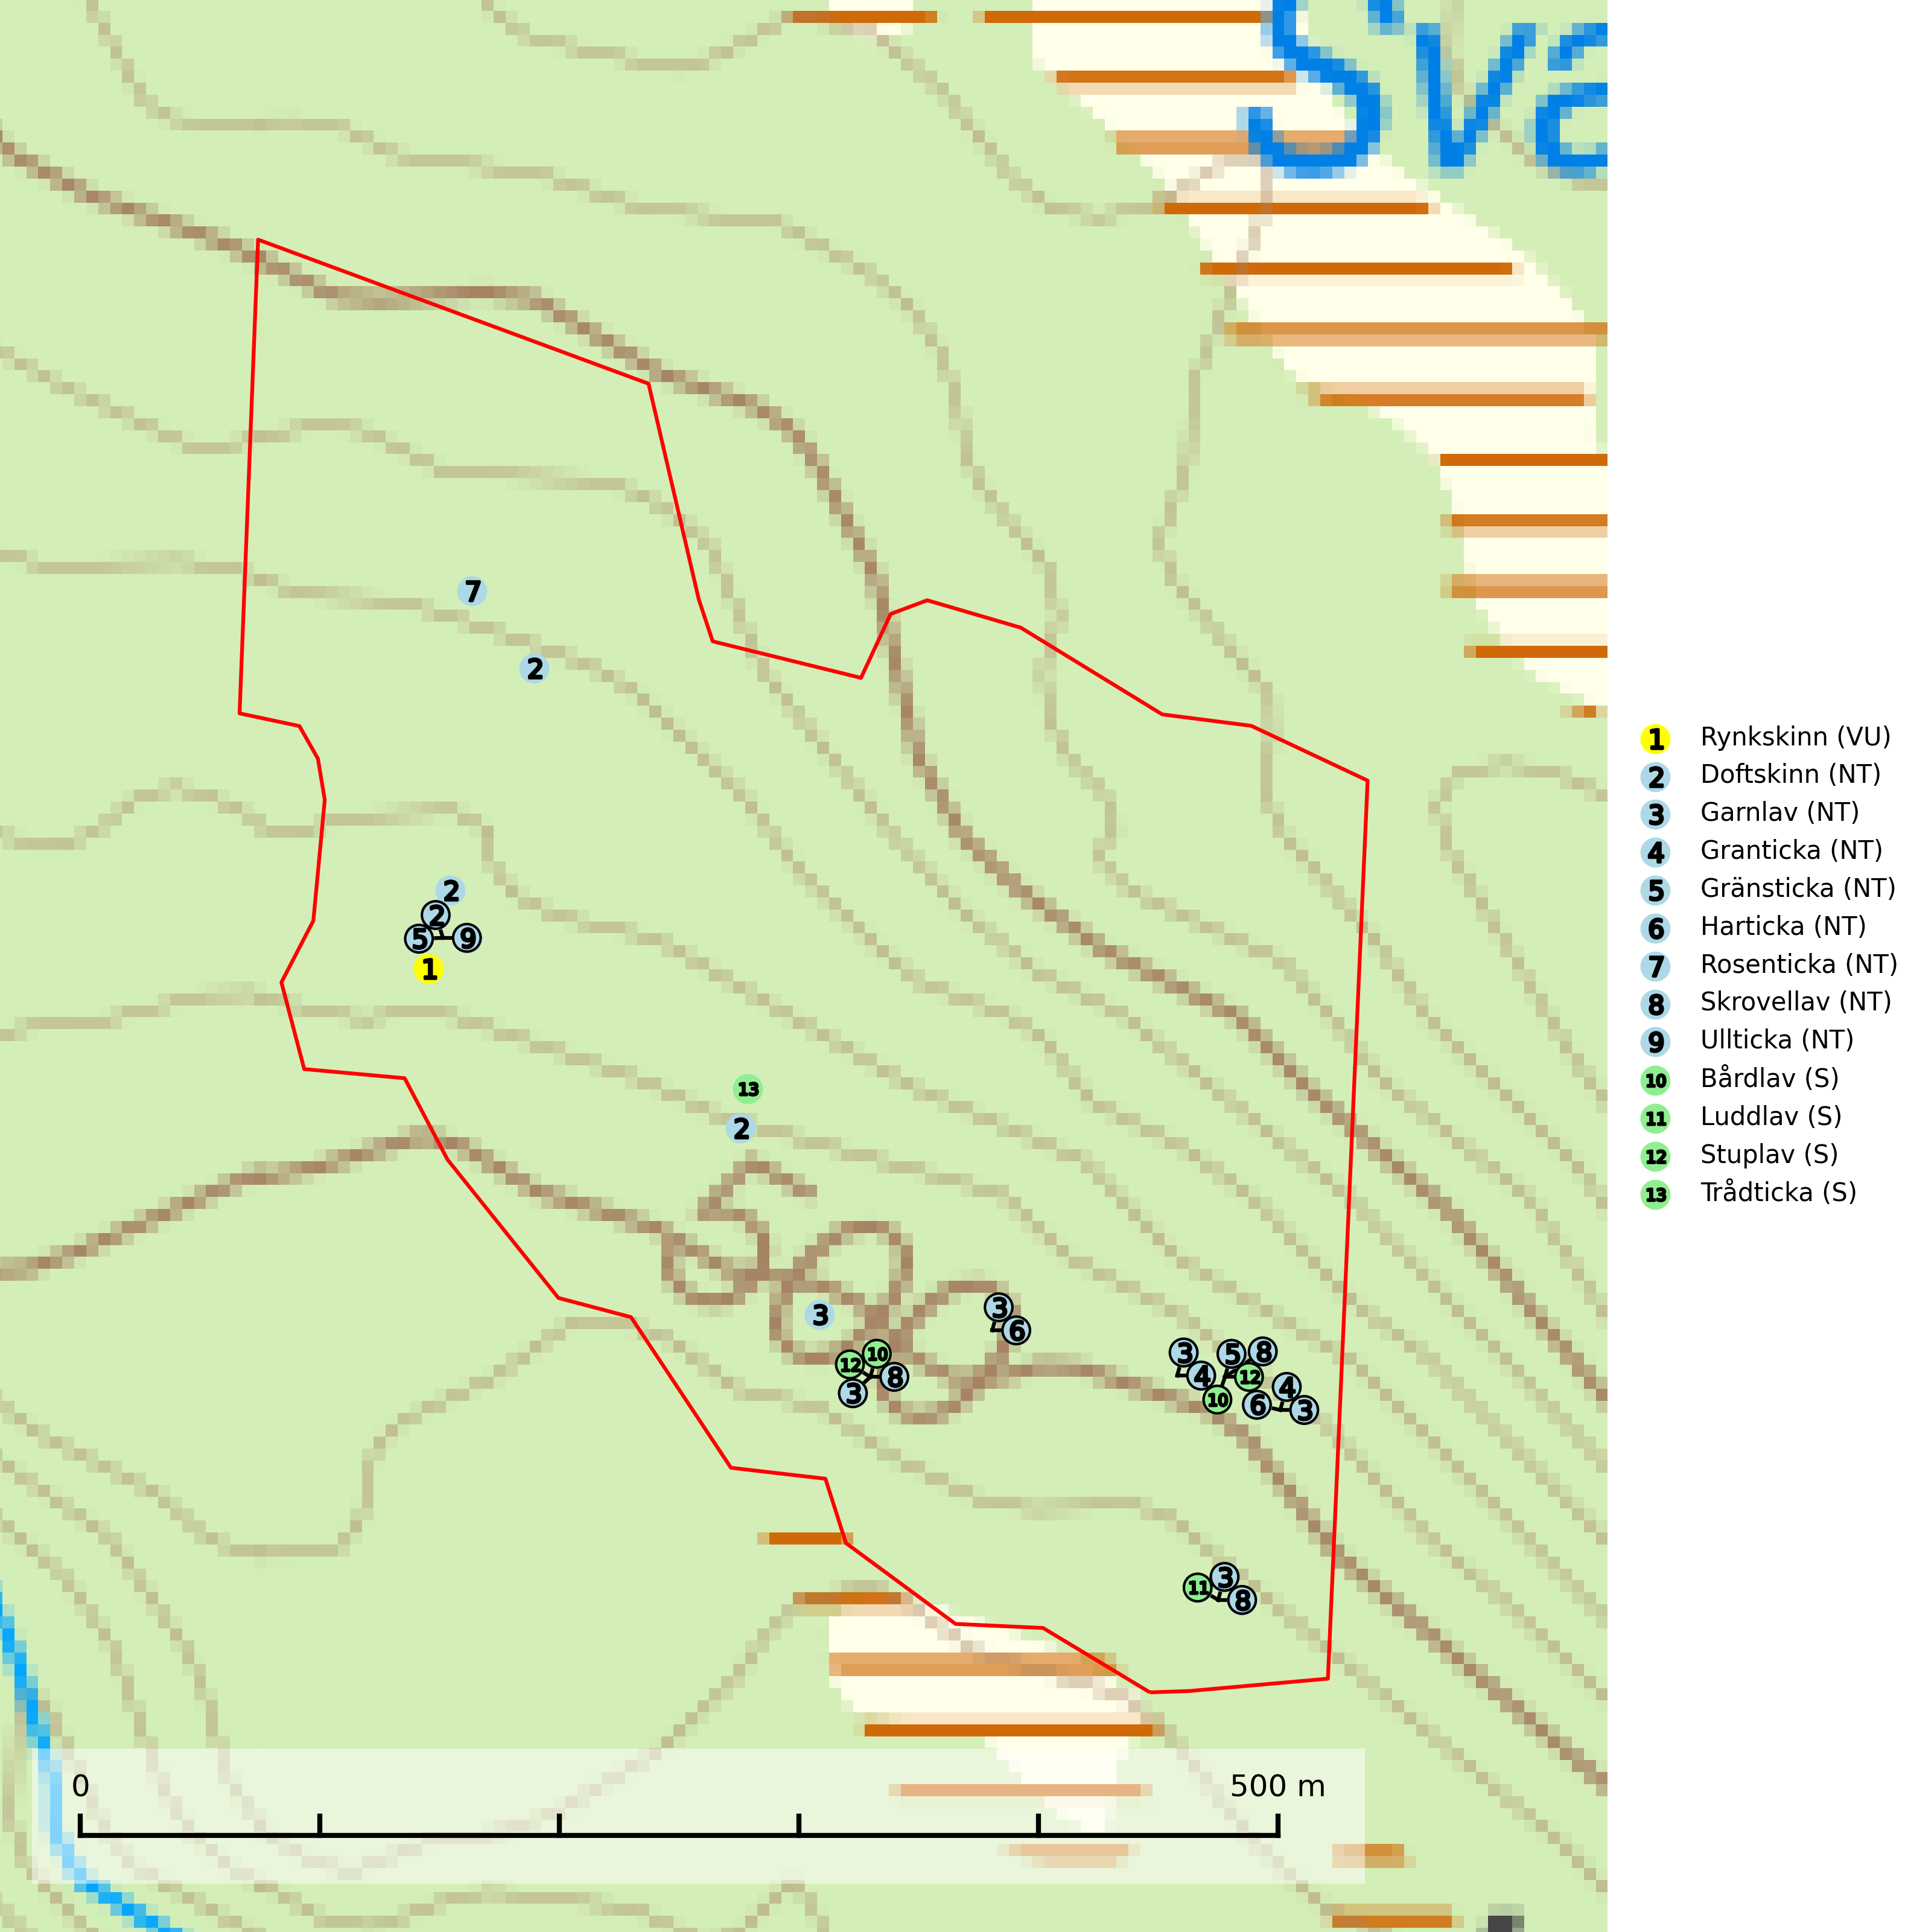 sva
7
2
2
2
5 9
1
13
2
3
3
6
10
12
8
3
3 5 8
4 12 4
10 6 3
3
11
8
1 Rynkskinn (VU)
2 Doftskinn (NT)
3 Garnlav (NT)
4 Granticka (NT)
5 Gränsticka (NT)
6 Harticka (NT)
7 Rosenticka (NT)
8 Skrovellav (NT)
9 Ullticka (NT)
10 Bårdlav (S)
11 Luddlav (S)
12 Stuplav (S)
13 Trådticka (S)
0 500 m